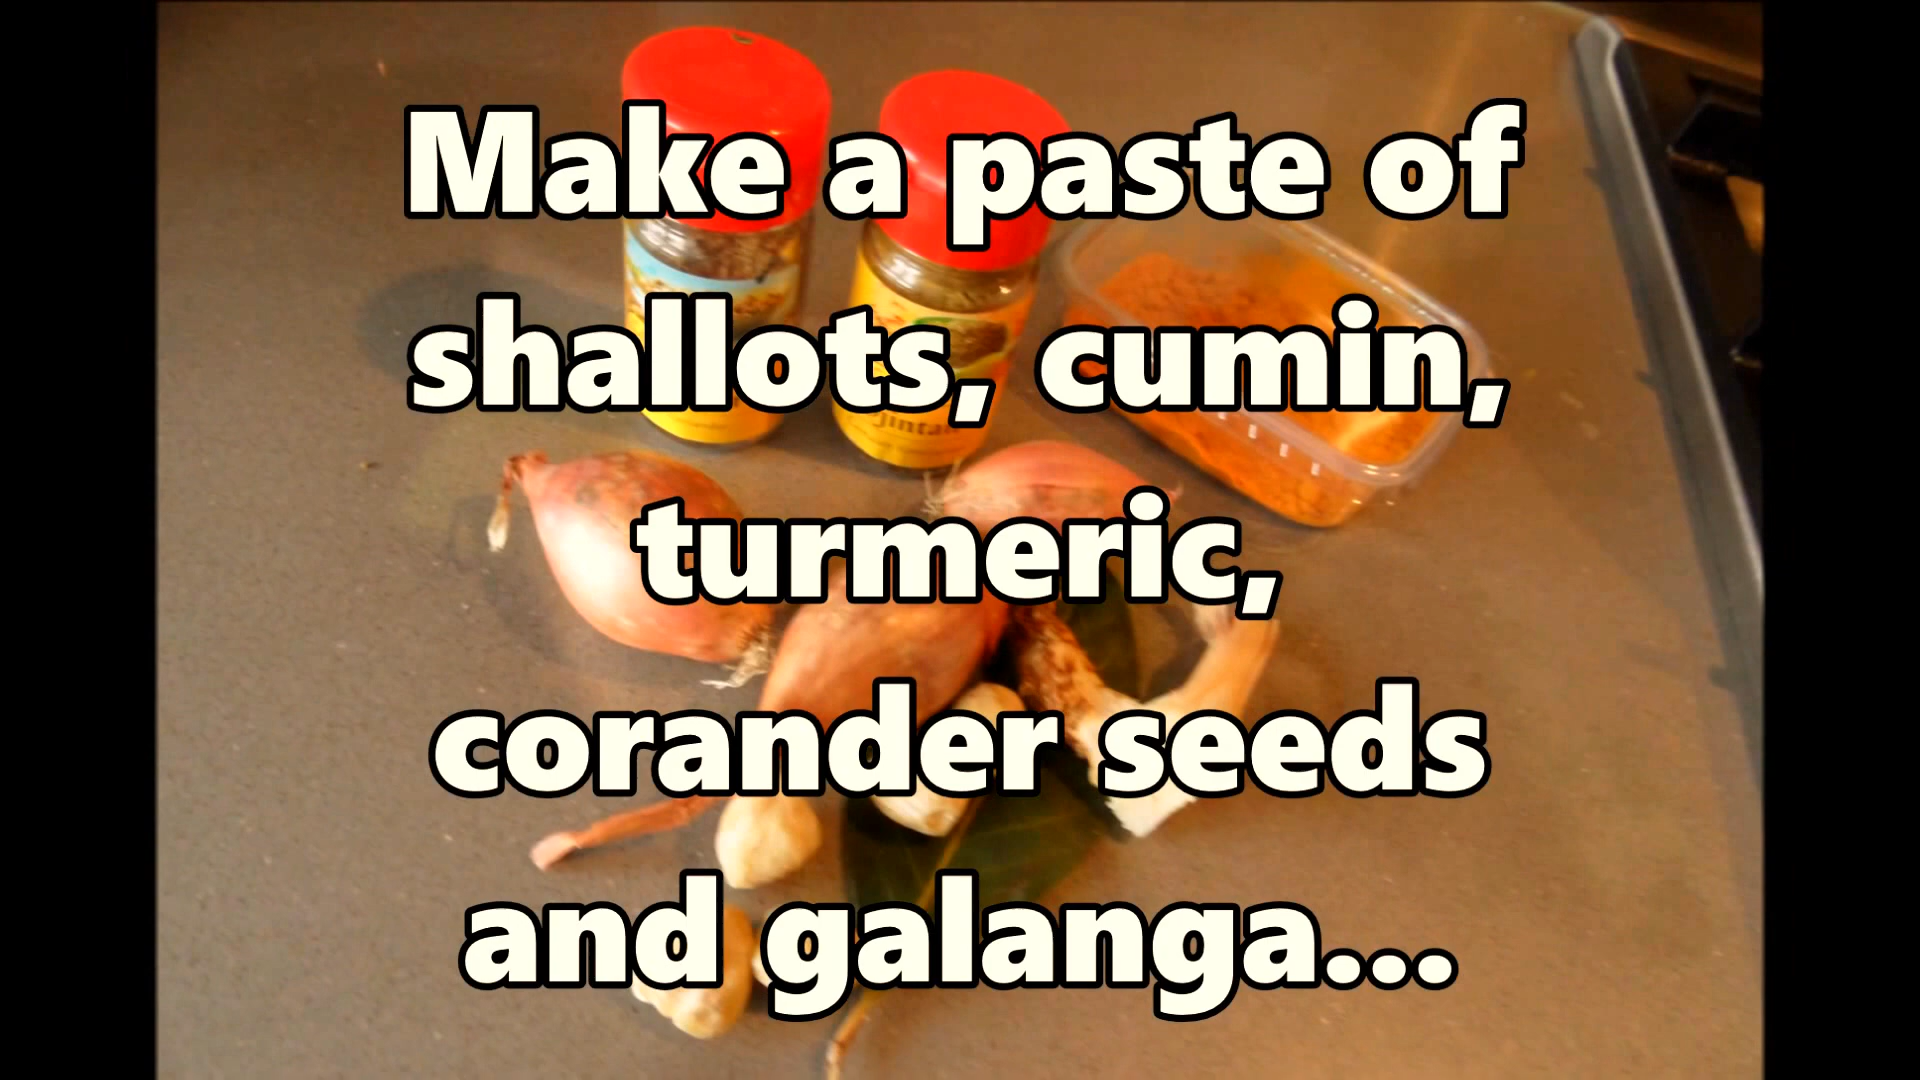 Make a paste of
shallots, cumin,
turmeric,
corander seeds
and galanga...